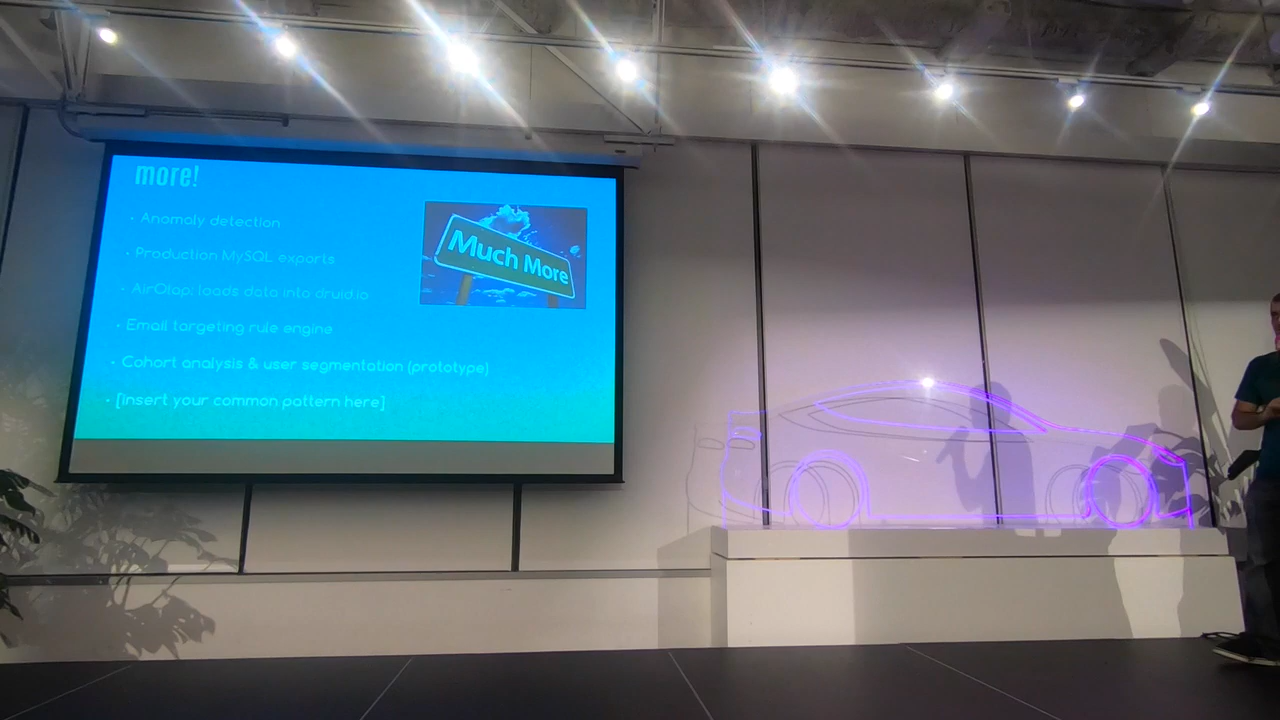 more!
• Anomaly detection
• Production MySQL exports
• AirOlap: loads data into druid.io
• Email targeting rule engine
• Cohort analysis & user segmentation (prototype)
• [Insert your common pattern here]
Much More